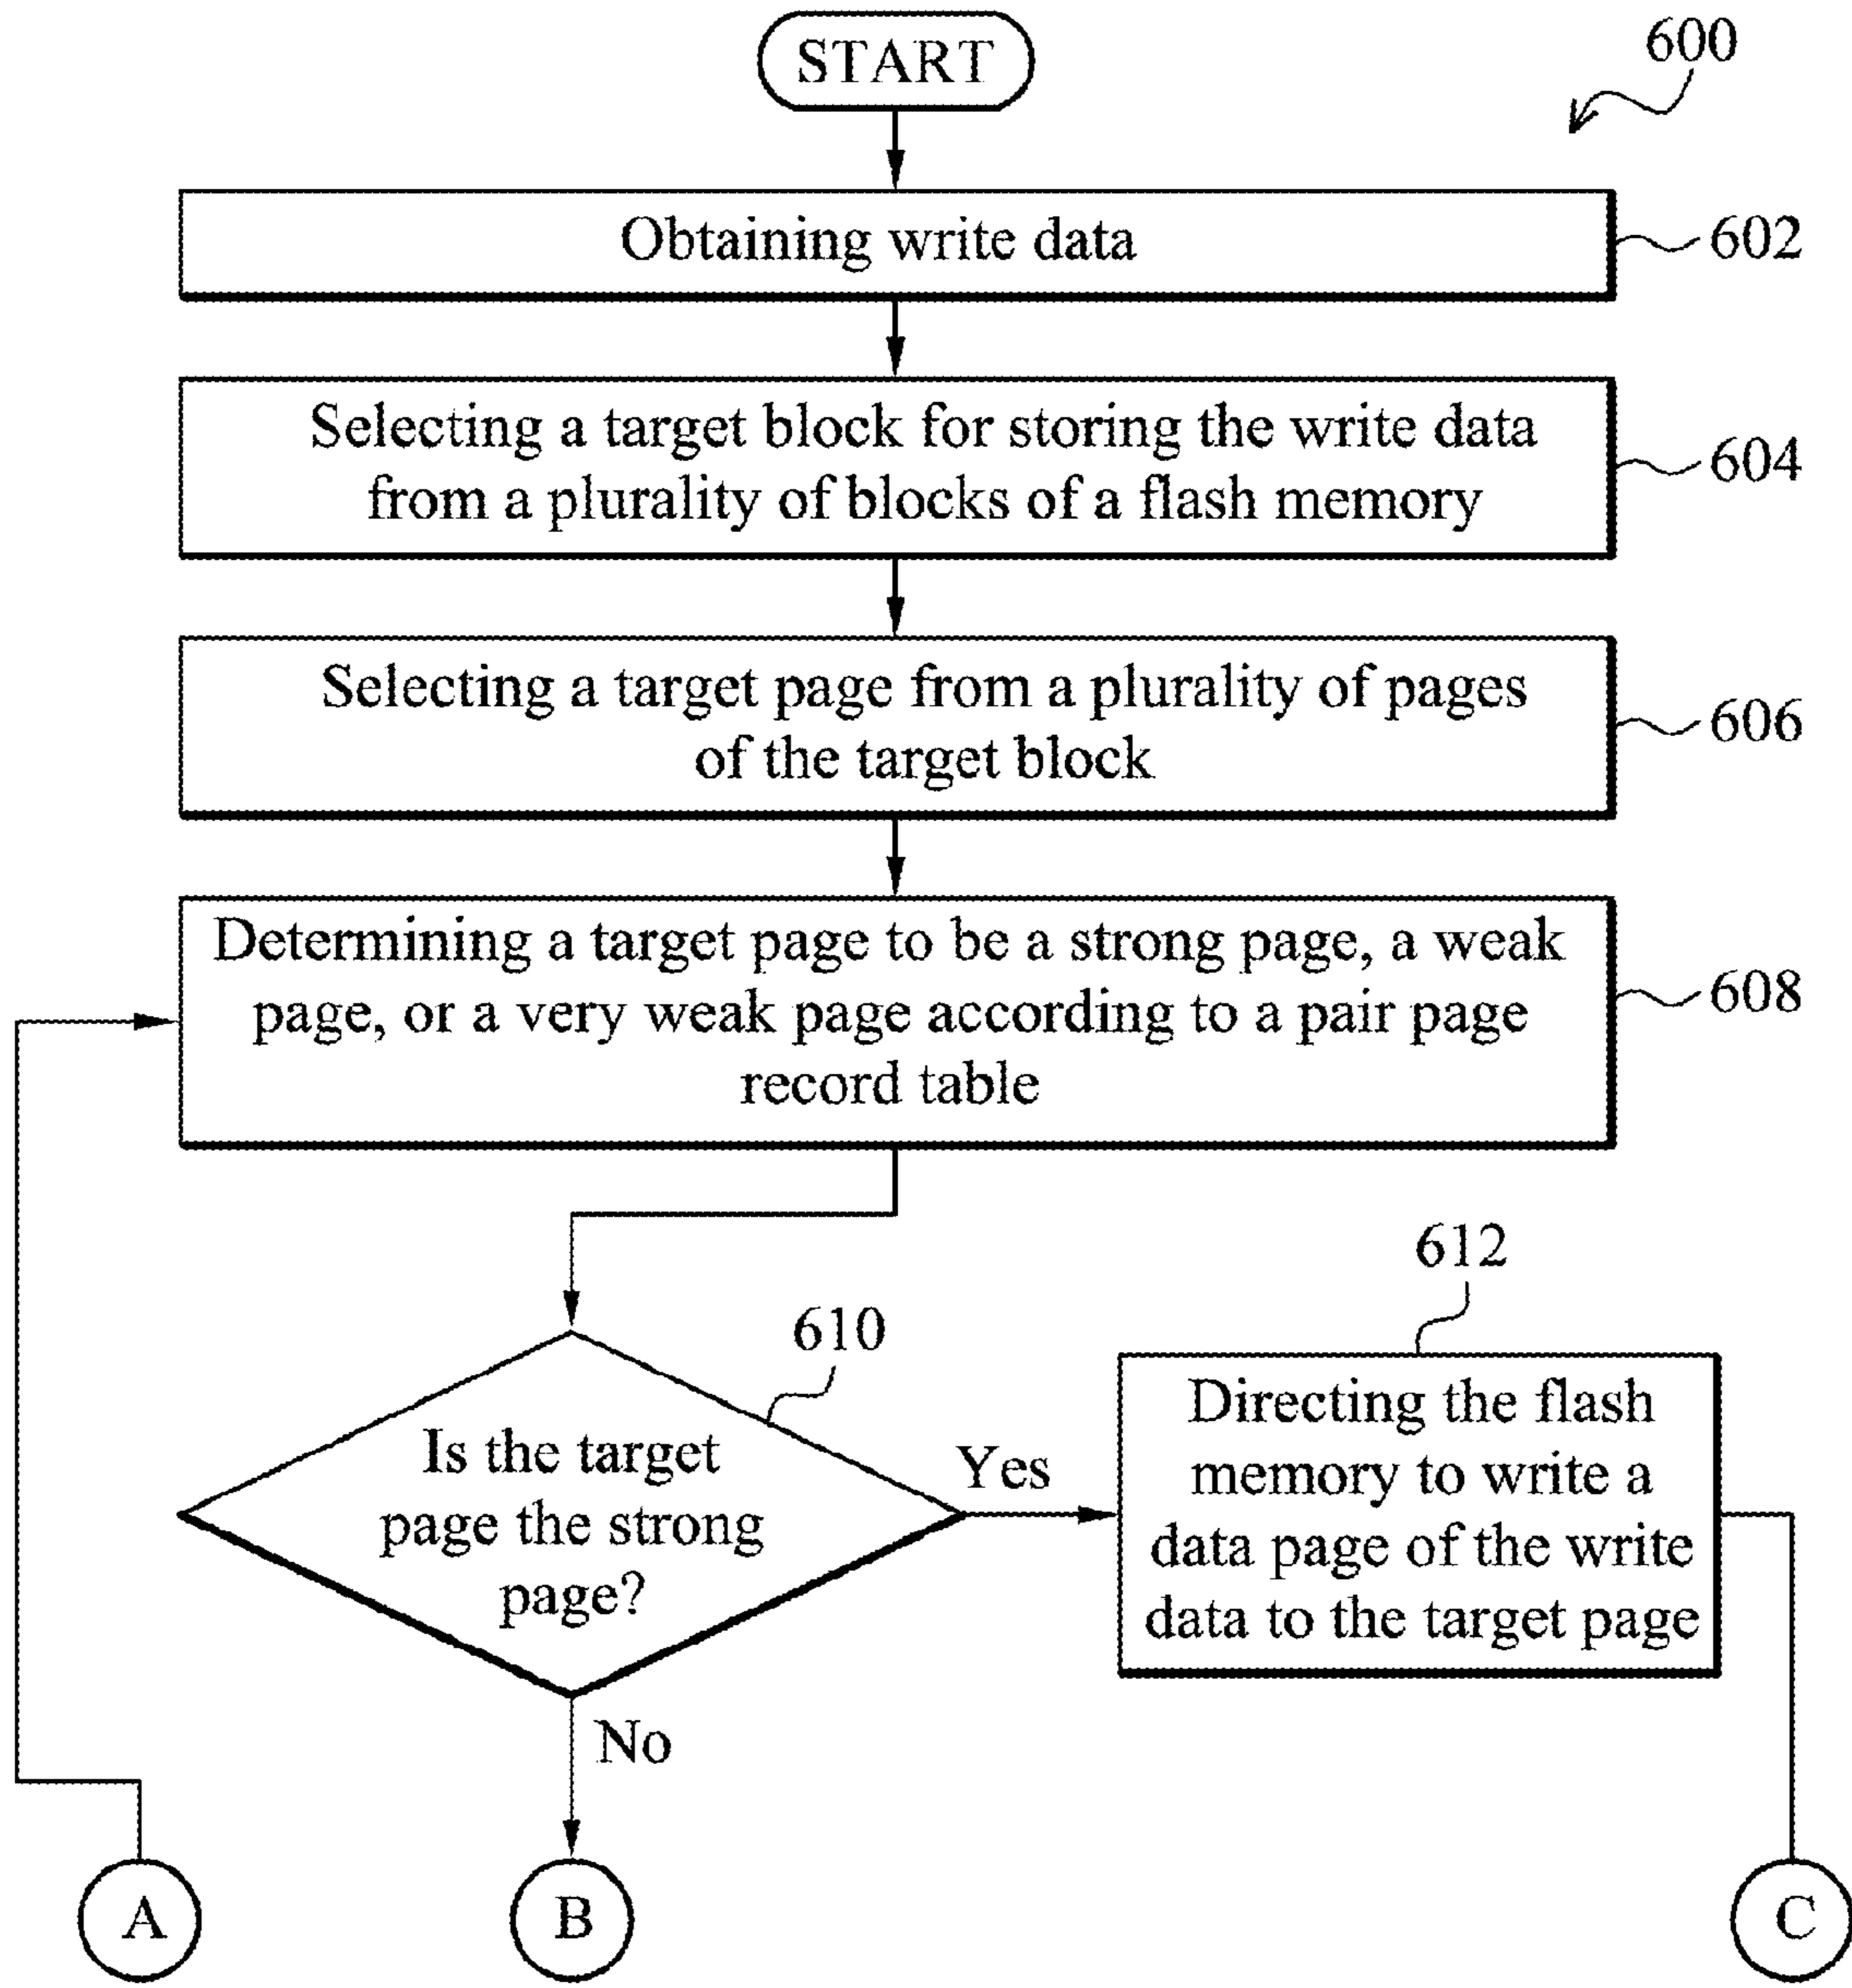 START
600
Obtaining write data
602
Selecting a target block for storing the write data
from a plurality of blocks of a flash memory
604
Selecting a target page from a plurality of pages
of the target block
606
Determining a target page to be a strong page, a weak
page, or a very weak page according to a pair page
record table
608
610
Is the target
page the strong
page?
Yes
No
612
Directing the flash
memory to write a
data page of the write
data to the target page
A
B
C